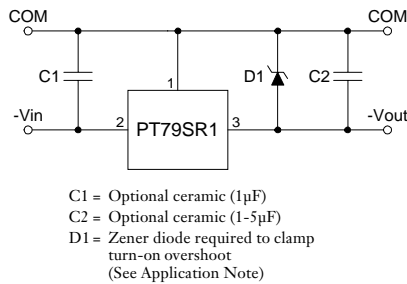 COM COM
C1 1 D1 C2
-Vin 2 PT79SR1 3 -Vout
C1 = Optional ceramic (1µF)
C2 = Optional ceramic (1-5µF)
D1 = Zener diode required to clamp
turn-on overshoot
(See Application Note)